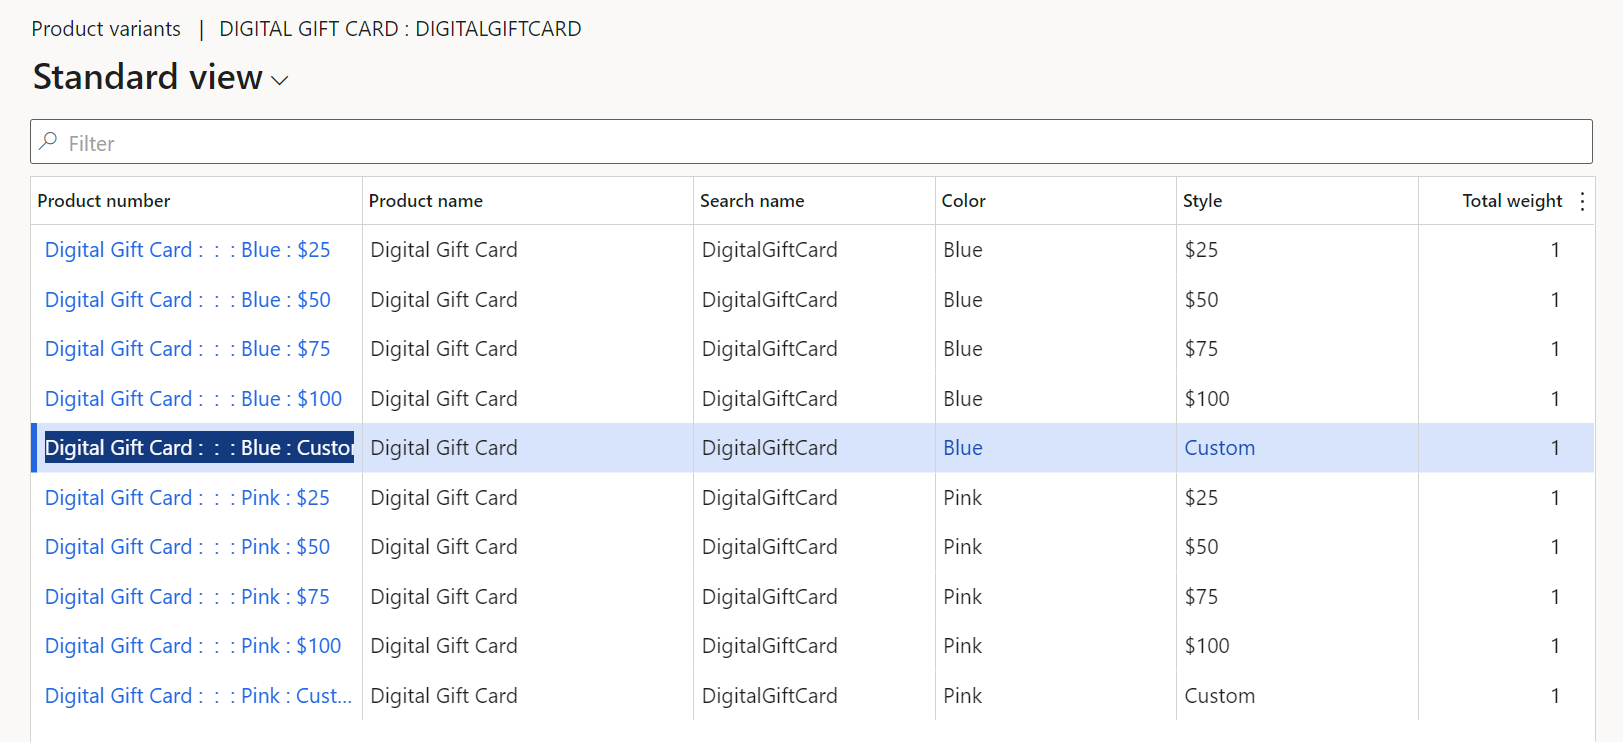 Product variants | DIGITAL GIFT CARD : DIGITALGIFTCARD
Standard view
Filter
Product number Product name Search name Color Style Total weight
Digital Gift Card : : : Blue : $25 Digital Gift Card DigitalGiftCard Blue $25 1
Digital Gift Card : : : Blue : $50 Digital Gift Card DigitalGiftCard Blue $50 1
Digital Gift Card : : : Blue : $75 Digital Gift Card DigitalGiftCard Blue $75 1
Digital Gift Card : : : Blue : $100 Digital Gift Card DigitalGiftCard Blue $100 1
Digital Gift Card : : : Blue : Custo Digital Gift Card DigitalGiftCard Blue Custom 1
Digital Gift Card : : : Pink : $25 Digital Gift Card DigitalGiftCard Pink $25 1
Digital Gift Card : : : Pink : $50 Digital Gift Card DigitalGiftCard Pink $50 1
Digital Gift Card : : : Pink : $75 Digital Gift Card DigitalGiftCard Pink $75 1
Digital Gift Card : : : Pink : $100 Digital Gift Card DigitalGiftCard Pink $100 1
Digital Gift Card : : : Pink : Cust... Digital Gift Card DigitalGiftCard Pink Custom 1